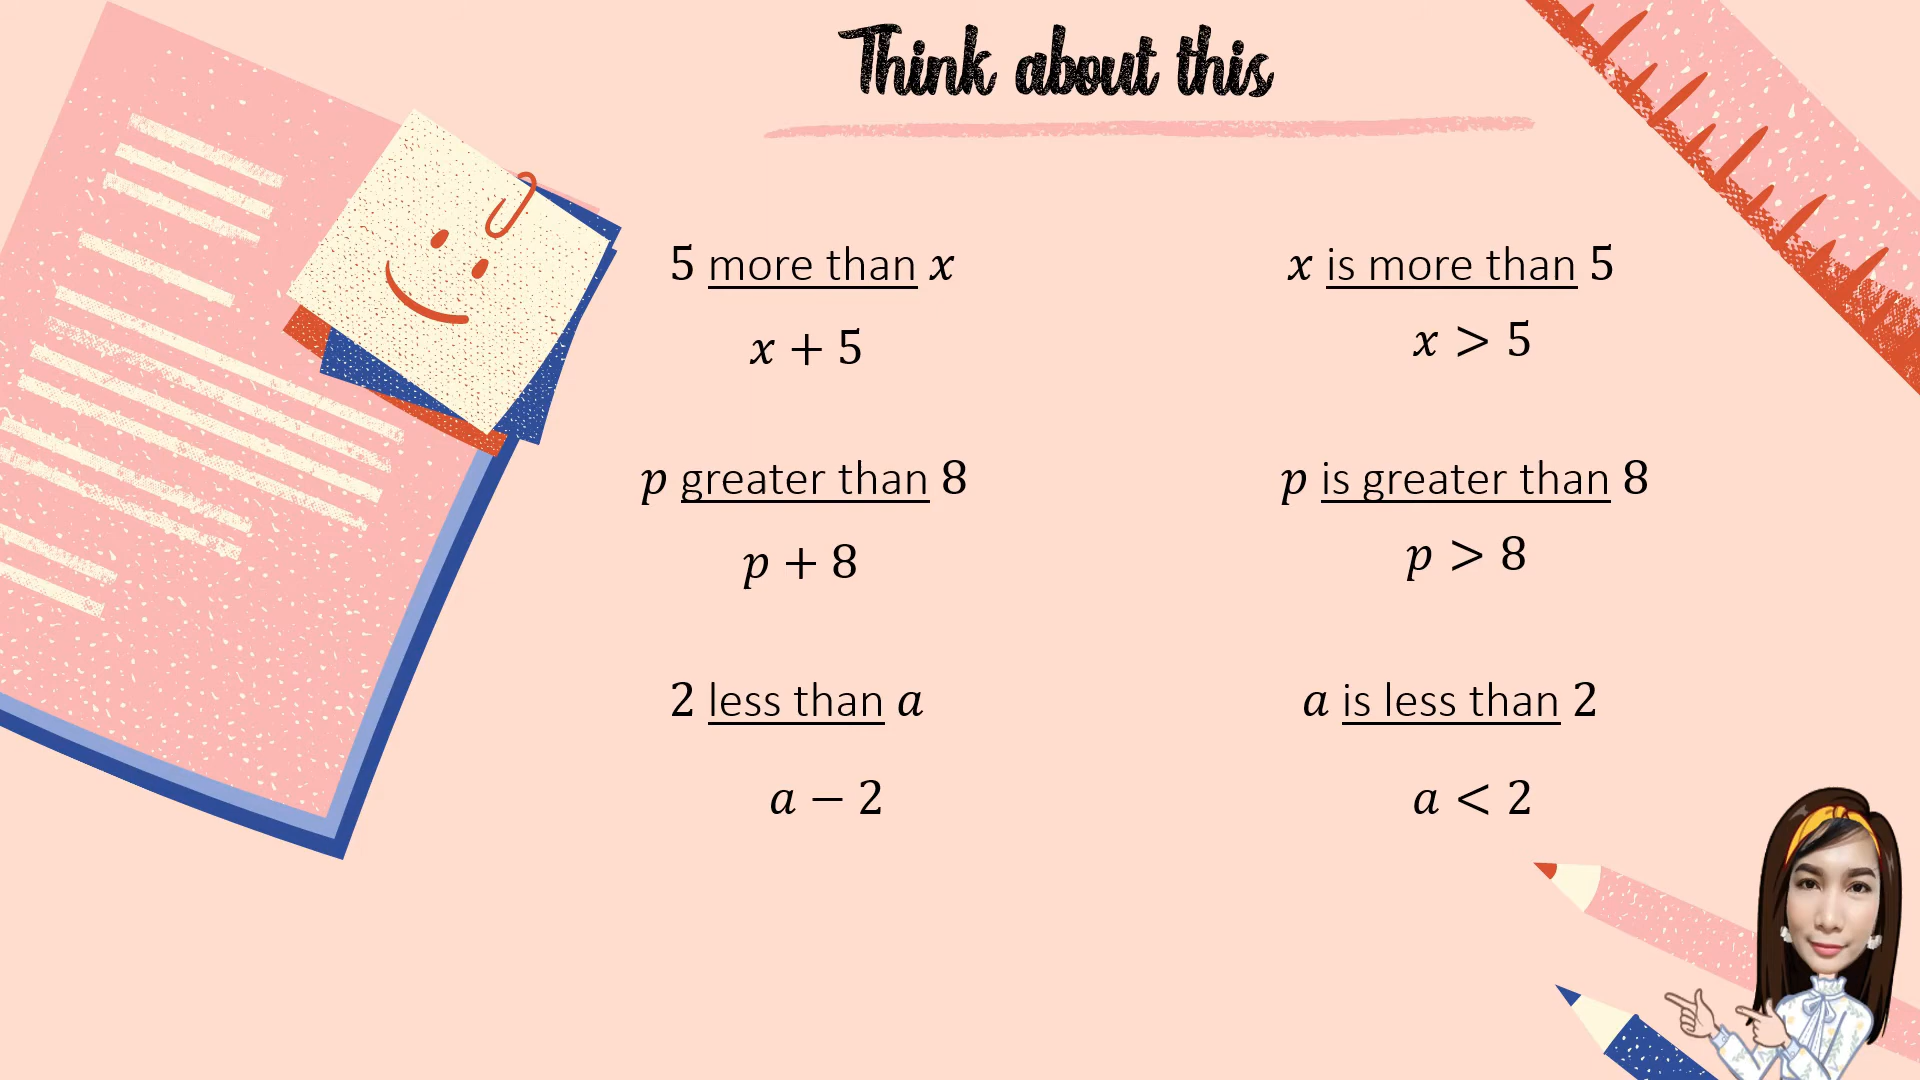 Think about this
5 more than x
x is more than 5
x + 5
x > 5
p greater than 8
p is greater than 8
p + 8
p > 8
2 less than a
a is less than 2
a − 2
a < 2